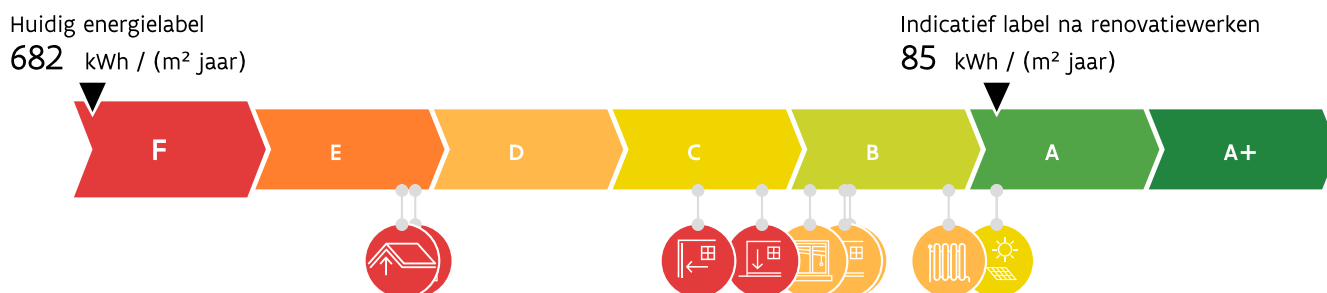 Huidig energielabel
682 kWh / (m² jaar)
Indicatief label na renovatiewerken
85 kWh / (m² jaar)
F E D C B A A+